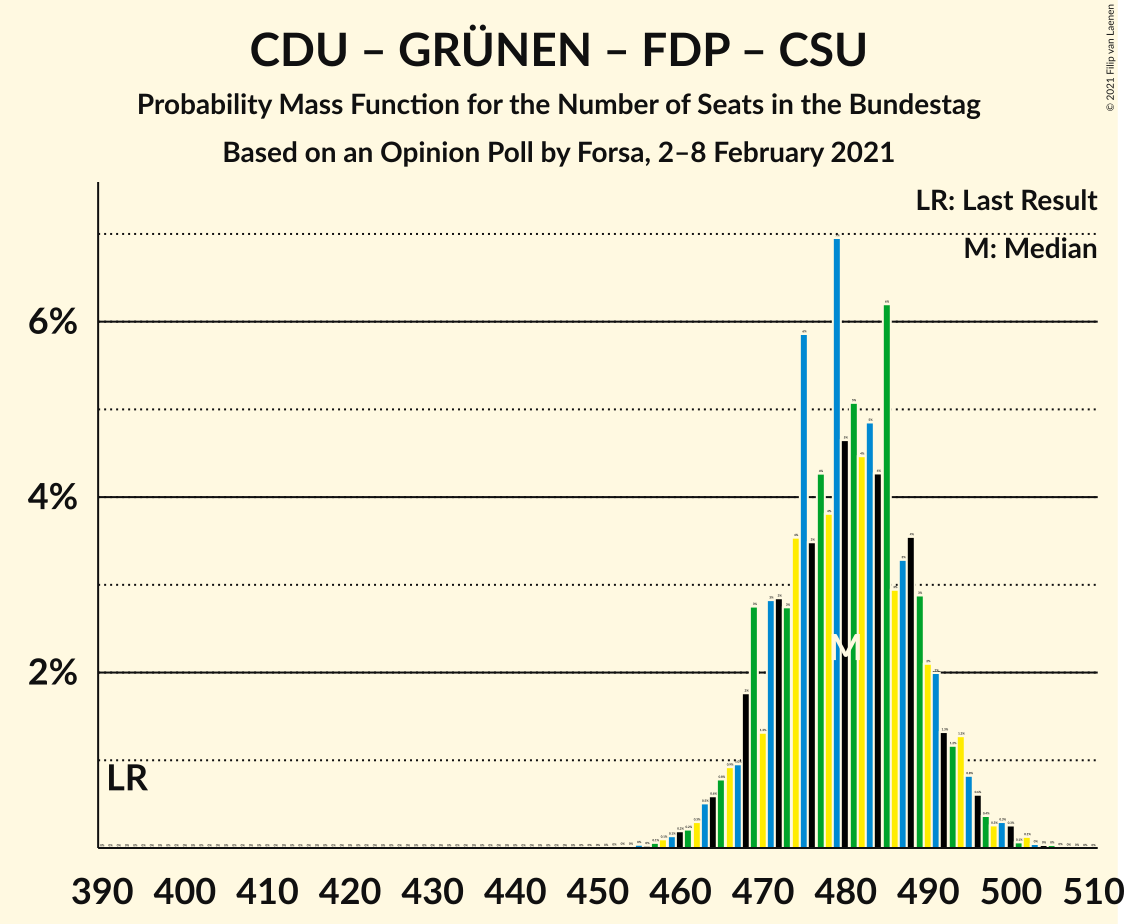 CDU – GRÜNEN – FDP – CSU
Probability Mass Function for the Number of Seats in the Bundestag
Based on an Opinion Poll by Forsa, 2–8 February 2021
© 2021 Filip van Laenen
LR: Last Result
M: Median
6%
4%
2%
LR
M
390 400 410 420 430 440 450 460 470 480 490 500 510